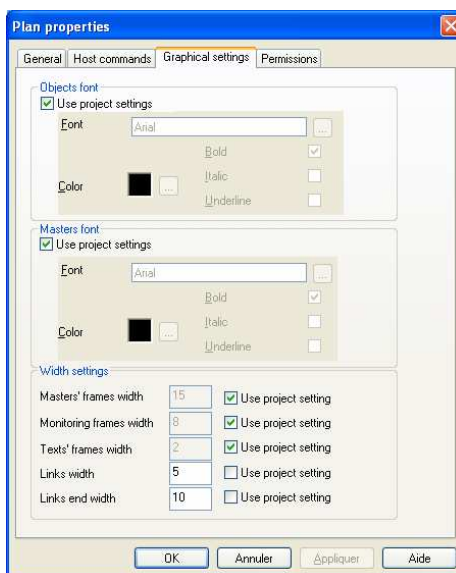 Plan properties
General Host commands Graphical settings Permissions
Objects font
Use project settings
Font Arial ...
Bold
Color ... Italic
Underline
Masters font
Use project settings
Font Arial ...
Bold
Color ... Italic
Underline
Width settings
Masters' frames width 15 Use project setting
Monitoring frames width 8 Use project setting
Texts' frames width 2 Use project setting
Links width 5 Use project setting
Links end width 10 Use project setting
OK Annuler Appliquer Aide